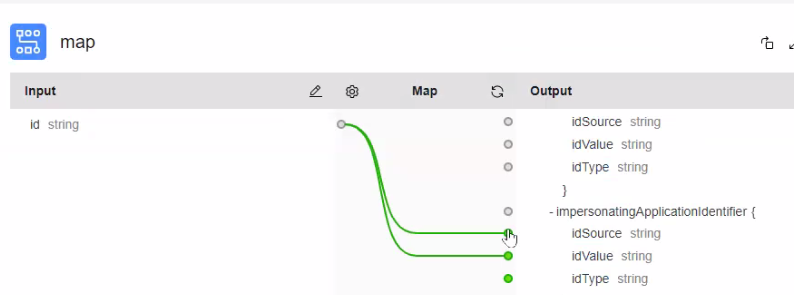 map
Input Map Output
id string
idSource string
idValue string
idType string
}
- impersonatingApplicationIdentifier {
idSource string
idValue string
idType string